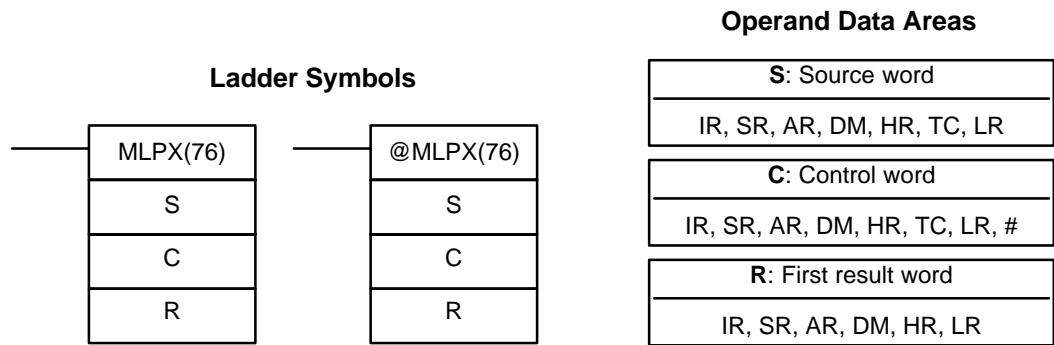 Ladder Symbols
MLPX(76)
S
C
R
@MLPX(76)
S
C
R
Operand Data Areas
S: Source word
IR, SR, AR, DM, HR, TC, LR
C: Control word
IR, SR, AR, DM, HR, TC, LR, #
R: First result word
IR, SR, AR, DM, HR, LR